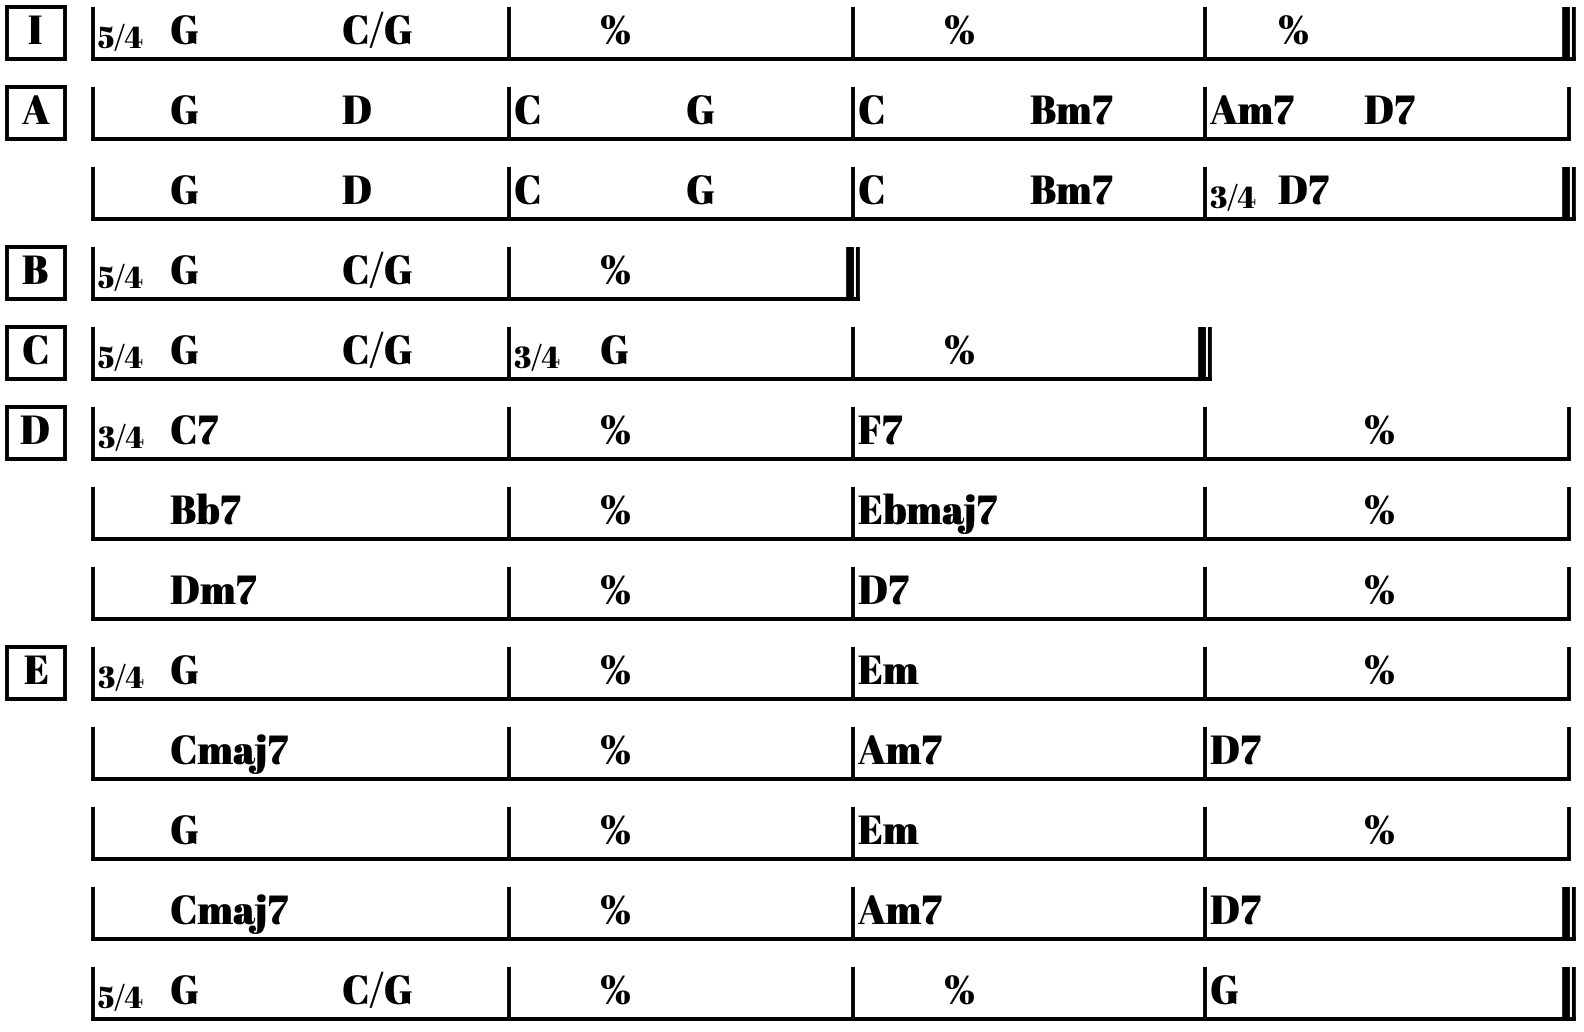 I 5/4 G C/G % % %
A G D C G C Bm7 Am7 D7
G D C G C Bm7 3/4 D7
B 5/4 G C/G %
C 5/4 G C/G 3/4 G %
D 3/4 C7 % F7 %
Bb7 % Ebmaj7 %
Dm7 % D7 %
E 3/4 G % Em %
Cmaj7 % Am7 D7
G % Em %
Cmaj7 % Am7 D7
5/4 G C/G % % G